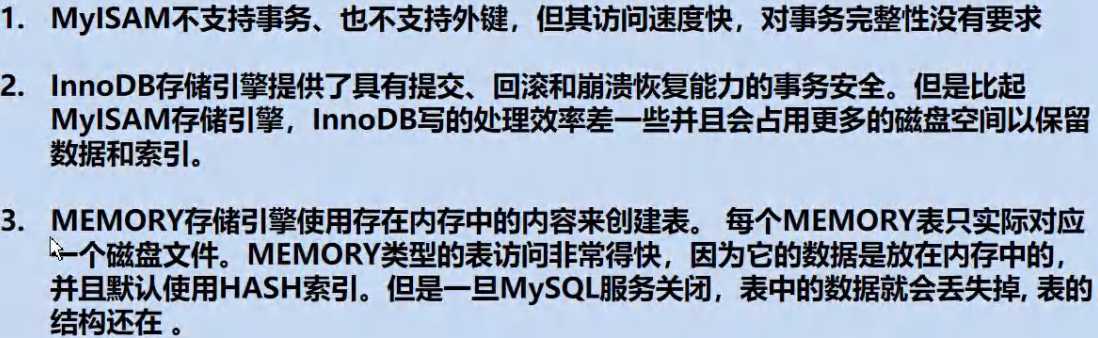 1. MyISAM不支持事务、也不支持外键，但其访问速度快，对事务完整性没有要求
2. InnoDB存储引擎提供了具有提交、回滚和崩溃恢复能力的事务安全。但是比起
MyISAM存储引擎，InnoDB写的处理效率差一些并且会占用更多的磁盘空间以保留
数据和索引。
3. MEMORY存储引擎使用存在内存中的内容来创建表。 每个MEMORY表只实际对应
一个磁盘文件。MEMORY类型的表访问非常得快，因为它的数据是放在内存中的，
并且默认使用HASH索引。但是一旦MySQL服务关闭，表中的数据就会丢失掉, 表的
结构还在 。